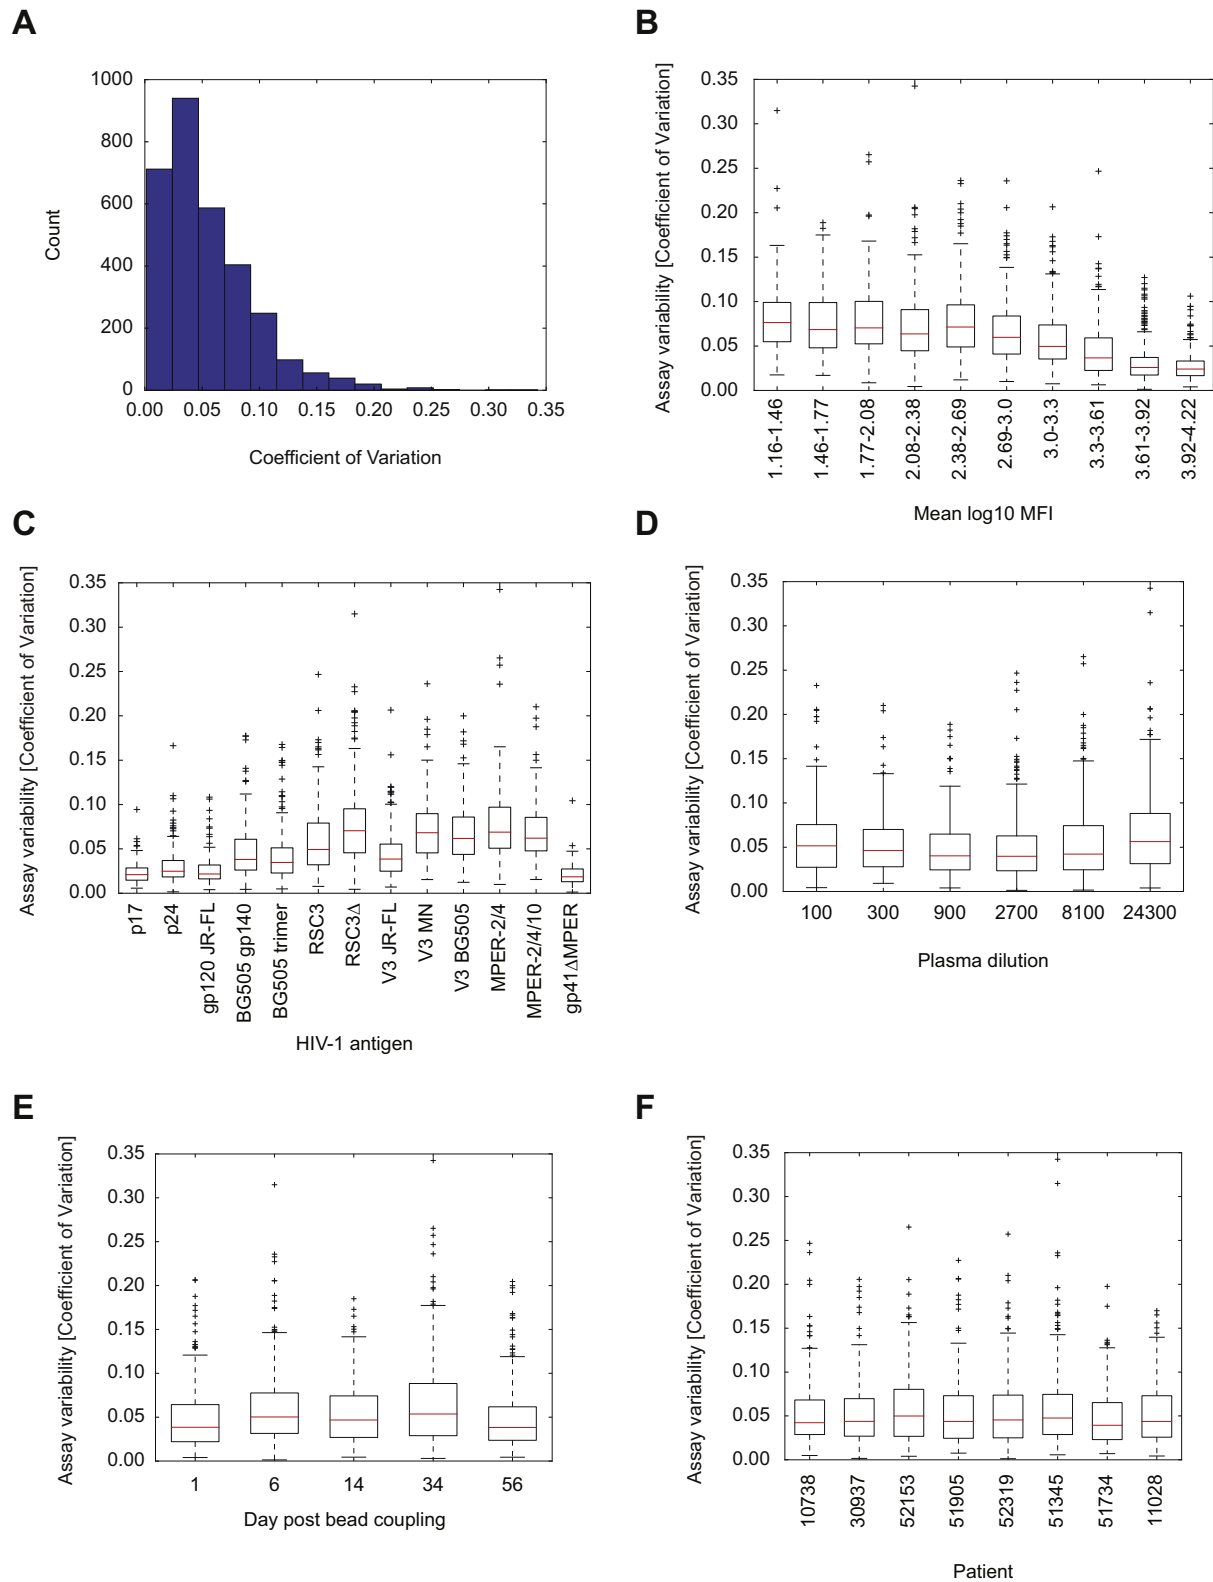 A
1000
800
600
400
200
0
Count
0.00 0.05 0.10 0.15 0.20 0.25 0.30 0.35
Coefficient of Variation
B
0.35
0.30
0.25
0.20
0.15
0.10
0.05
0.00
Assay variability [Coefficient of Variation]
1.16-1.46
1.46-1.77
1.77-2.08
2.08-2.38
2.38-2.69
2.69-3.0
3.0-3.3
3.3-3.61
3.61-3.92
3.92-4.22
Mean log10 MFI
C
0.35
0.30
0.25
0.20
0.15
0.10
0.05
0.00
Assay variability [Coefficient of Variation]
p17
p24
gp120 JR-FL
BG505 gp140
BG505 trimer
RSC3
RSC3Δ
V3 JR-FL
V3 MN
V3 BG505
MPER-2/4
MPER-2/4/10
gp41ΔMPER
HIV-1 antigen
D
0.35
0.30
0.25
0.20
0.15
0.10
0.05
0.00
Assay variability [Coefficient of Variation]
100 300 900 2700 8100 24300
Plasma dilution
E
0.35
0.30
0.25
0.20
0.15
0.10
0.05
0.00
Assay variability [Coefficient of Variation]
1 6 14 34 56
Day post bead coupling
F
0.35
0.30
0.25
0.20
0.15
0.10
0.05
0.00
Assay variability [Coefficient of Variation]
10738
30937
52153
51905
52319
51345
51734
11028
Patient